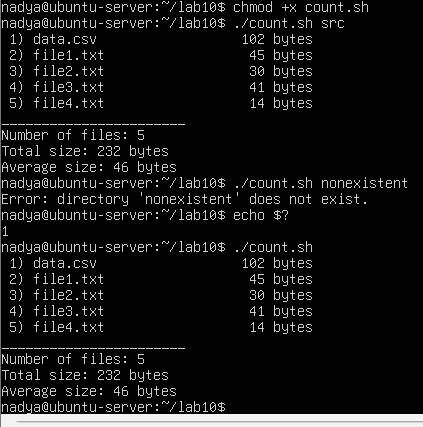 nadya@ubuntu-server:~/lab10$ chmod +x count.sh
nadya@ubuntu-server:~/lab10$ ./count.sh src
 1) data.csv                  102 bytes
 2) file1.txt                  45 bytes
 3) file2.txt                  30 bytes
 4) file3.txt                  41 bytes
 5) file4.txt                  14 bytes
_______________________
Number of files: 5
Total size: 232 bytes
Average size: 46 bytes
nadya@ubuntu-server:~/lab10$ ./count.sh nonexistent
Error: directory 'nonexistent' does not exist.
nadya@ubuntu-server:~/lab10$ echo $?
1
nadya@ubuntu-server:~/lab10$ ./count.sh
 1) data.csv                  102 bytes
 2) file1.txt                  45 bytes
 3) file2.txt                  30 bytes
 4) file3.txt                  41 bytes
 5) file4.txt                  14 bytes
_______________________
Number of files: 5
Total size: 232 bytes
Average size: 46 bytes
nadya@ubuntu-server:~/lab10$